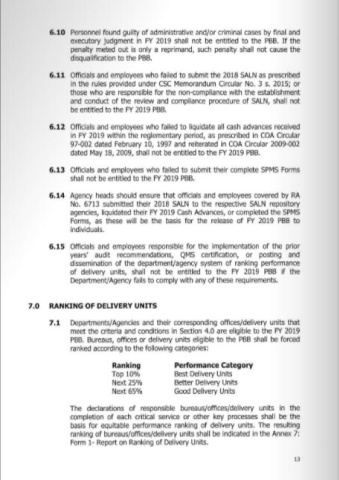 6.10 Personnel found guilty of administrative and/or criminal cases by final and
executory judgment in FY 2019 shall not be entitled to the PBB. If the
penalty meted out is only a reprimand, such penalty shall not cause the
disqualification to the PBB.
6.11 Officials and employees who failed to submit the 2018 SALN as prescribed
in the rules provided under CSC Memorandum Circular No. 3 s. 2015; or
those who are responsible for the non-compliance with the establishment
and conduct of the review and compliance procedure of SALN, shall not
be entitled to the FY 2019 PBB.
6.12 Officials and employees who failed to liquidate all cash advances received
in FY 2019 within the reglementary period, as prescribed in COA Circular
97-002 dated February 10, 1997 and reiterated in COA Circular 2009-002
dated May 18, 2009, shall not be entitled to the FY 2019 PBB.
6.13 Officials and employees who failed to submit their complete SPMS Forms
shall not be entitled to the FY 2019 PBB.
6.14 Agency heads should ensure that officials and employees covered by RA
No. 6713 submitted their 2018 SALN to the respective SALN repository
agencies, liquidated their FY 2019 Cash Advances, or completed the SPMS
Forms, as these will be the basis for the release of FY 2019 PBB to
individuals.
6.15 Officials and employees responsible for the implementation of the prior
years' audit recommendations, QMS certification, or posting and
dissemination of the department/agency system of ranking performance
of delivery units, shall not be entitled to the FY 2019 PBB if the
Department/Agency fails to comply with any of these requirements.
7.0 RANKING OF DELIVERY UNITS
7.1 Departments/Agencies and their corresponding offices/delivery units that
meet the criteria and conditions in Section 4.0 are eligible to the FY 2019
PBB. Bureaus, offices or delivery units eligible to the PBB shall be forced
ranked according to the following categories:
Ranking Performance Category
Top 10% Best Delivery Units
Next 25% Better Delivery Units
Next 65% Good Delivery Units
The declarations of responsible bureaus/offices/delivery units in the
completion of each critical service or other key processes shall be the
basis for equitable performance ranking of delivery units. The resulting
ranking of bureaus/offices/delivery units shall be indicated in the Annex 7:
Form 1- Report on Ranking of Delivery Units.
13